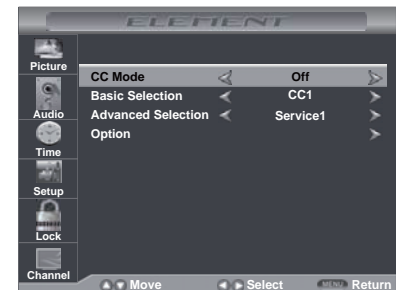 ELEMENT
Picture
CC Mode Off
Basic Selection CC1
Audio
Advanced Selection Service1
Option
Time
Setup
Lock
Channel
Move Select MENU Return